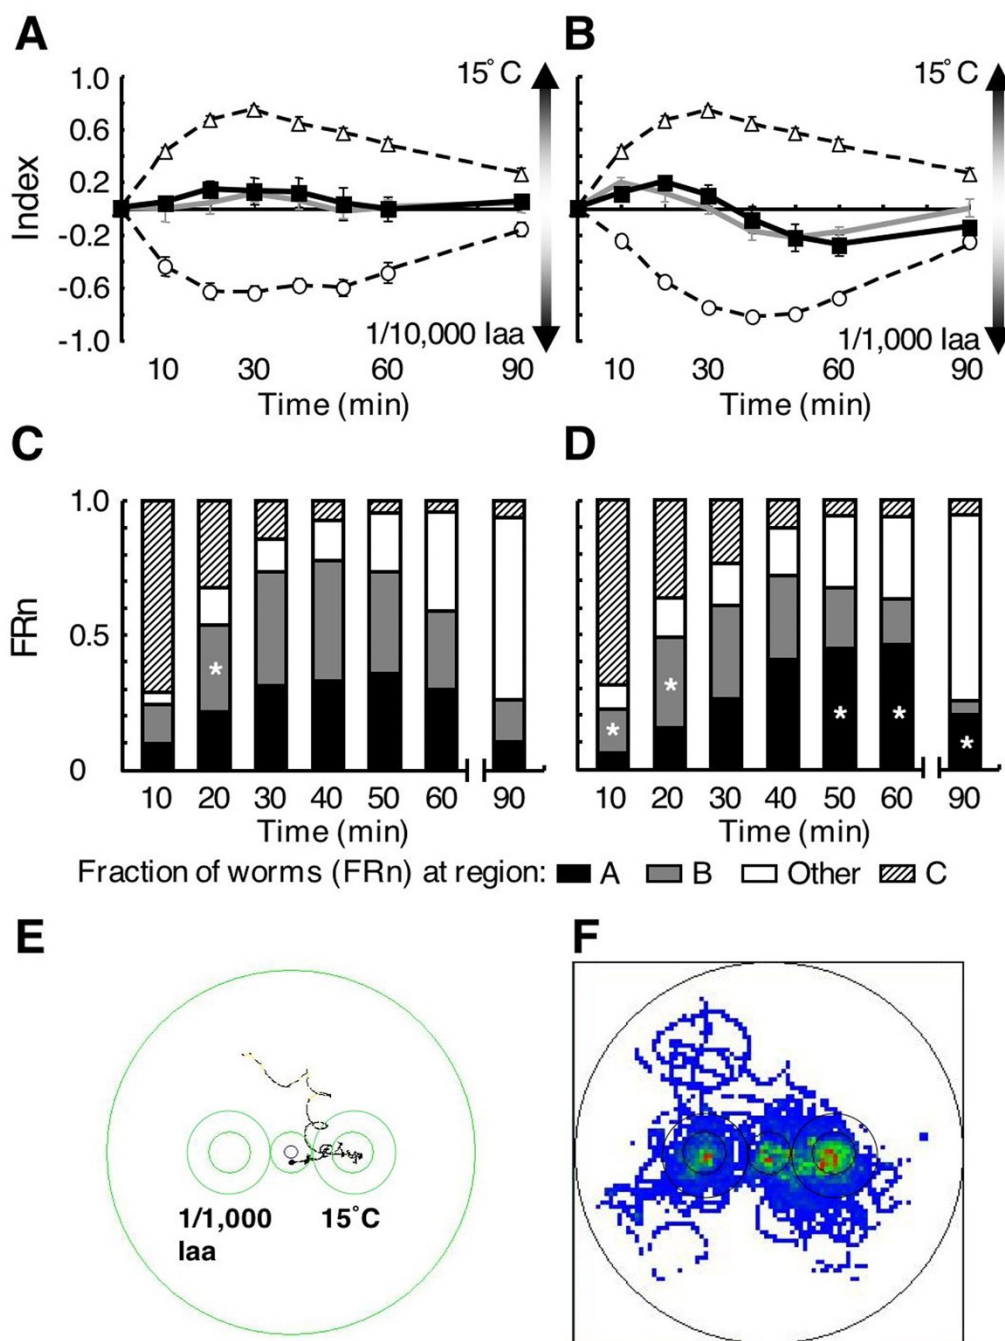 A
B
1.0
0.6
0.2
-0.2
-0.6
-1.0
Index
15°C
15°C
1/10,000 Iaa
1/1,000 Iaa
10 30 60 90
10 30 60 90
Time (min)
Time (min)
C
D
1.0
0.5
0
FRn
*
* * * * *
10 20 30 40 50 60 90
10 20 30 40 50 60 90
Time (min)
Time (min)
Fraction of worms (FRn) at region: A B Other C
E
F
1/1,000 15°C
Iaa